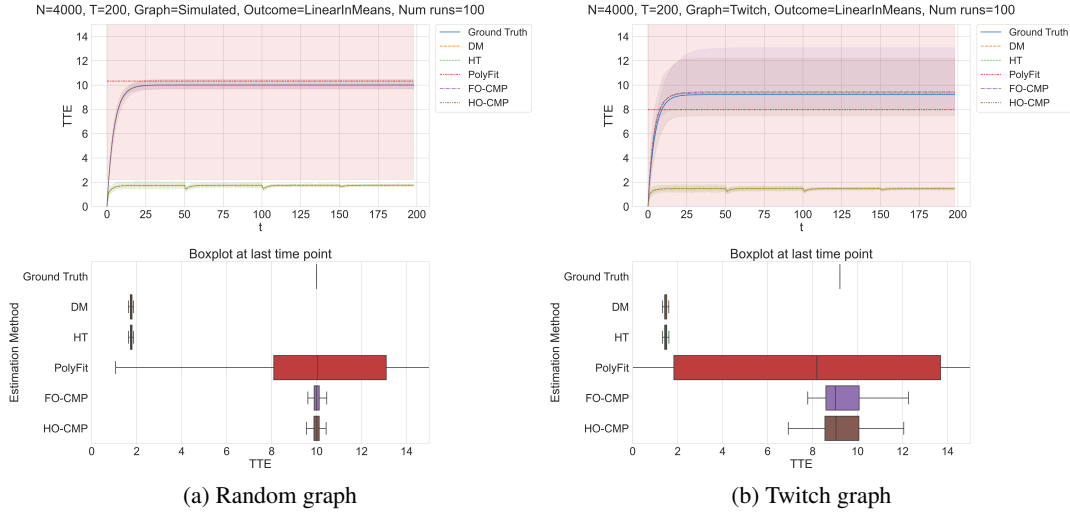 N=4000, T=200, Graph=Simulated, Outcome=LinearInMeans, Num runs=100
14
12
10
8
6
4
2
0
TTE
0 25 50 75 100 125 150 175 200
t
Ground Truth
DM
HT
PolyFit
FO-CMP
HO-CMP
Boxplot at last time point
Estimation Method
Ground Truth
DM
HT
PolyFit
FO-CMP
HO-CMP
0 2 4 6 8 10 12 14
TTE
(a) Random graph
N=4000, T=200, Graph=Twitch, Outcome=LinearInMeans, Num runs=100
14
12
10
8
6
4
2
0
TTE
0 25 50 75 100 125 150 175 200
t
Ground Truth
DM
HT
PolyFit
FO-CMP
HO-CMP
Boxplot at last time point
Estimation Method
Ground Truth
DM
HT
PolyFit
FO-CMP
HO-CMP
0 2 4 6 8 10 12 14
TTE
(b) Twitch graph